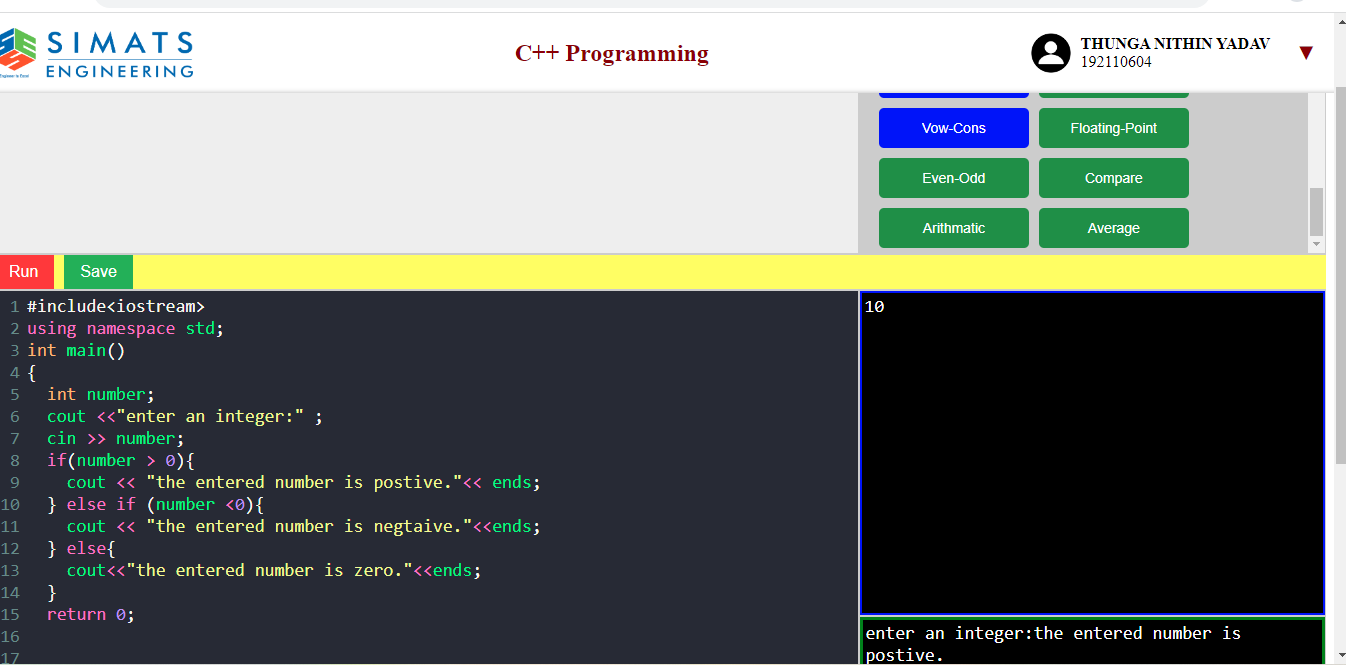 SIMATS
ENGINEERING
C++ Programming
THUNGA NITHIN YADAV
192110604
Vow-Cons
Floating-Point
Even-Odd
Compare
Arithmatic
Average
Run
Save
1 #include<iostream>
2 using namespace std;
3 int main()
4 {
5 int number;
6 cout <<"enter an integer:" ;
7 cin >> number;
8 if(number > 0){
9 cout << "the entered number is postive."<< ends;
10 } else if (number <0){
11 cout << "the entered number is negtaive."<<ends;
12 } else{
13 cout<<"the entered number is zero."<<ends;
14 }
15 return 0;
16
17
10
enter an integer:the entered number is
postive.